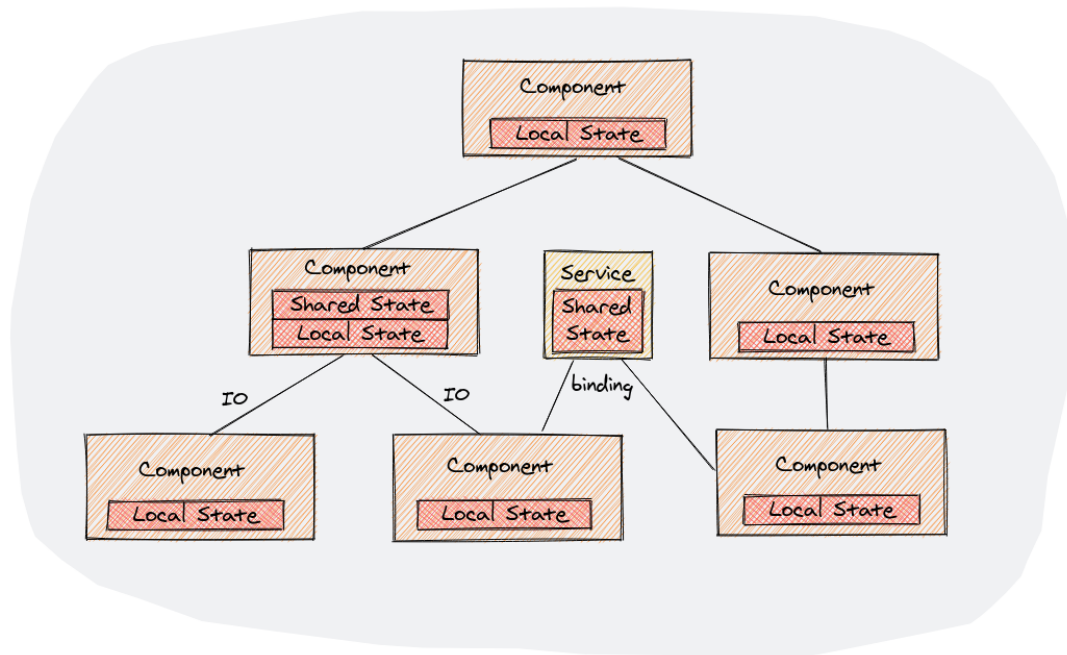 Component
Local State
Component
Shared State
Local State
Service
Shared
State
Component
Local State
IO
IO
binding
Component
Local State
Component
Local State
Component
Local State